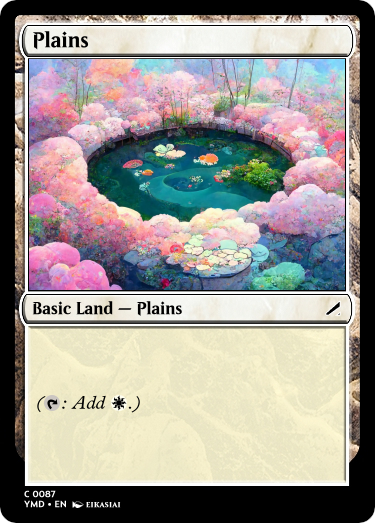 Plains
Basic Land — Plains
(: Add .)
C 0087
YMD • EN EIKASIAI